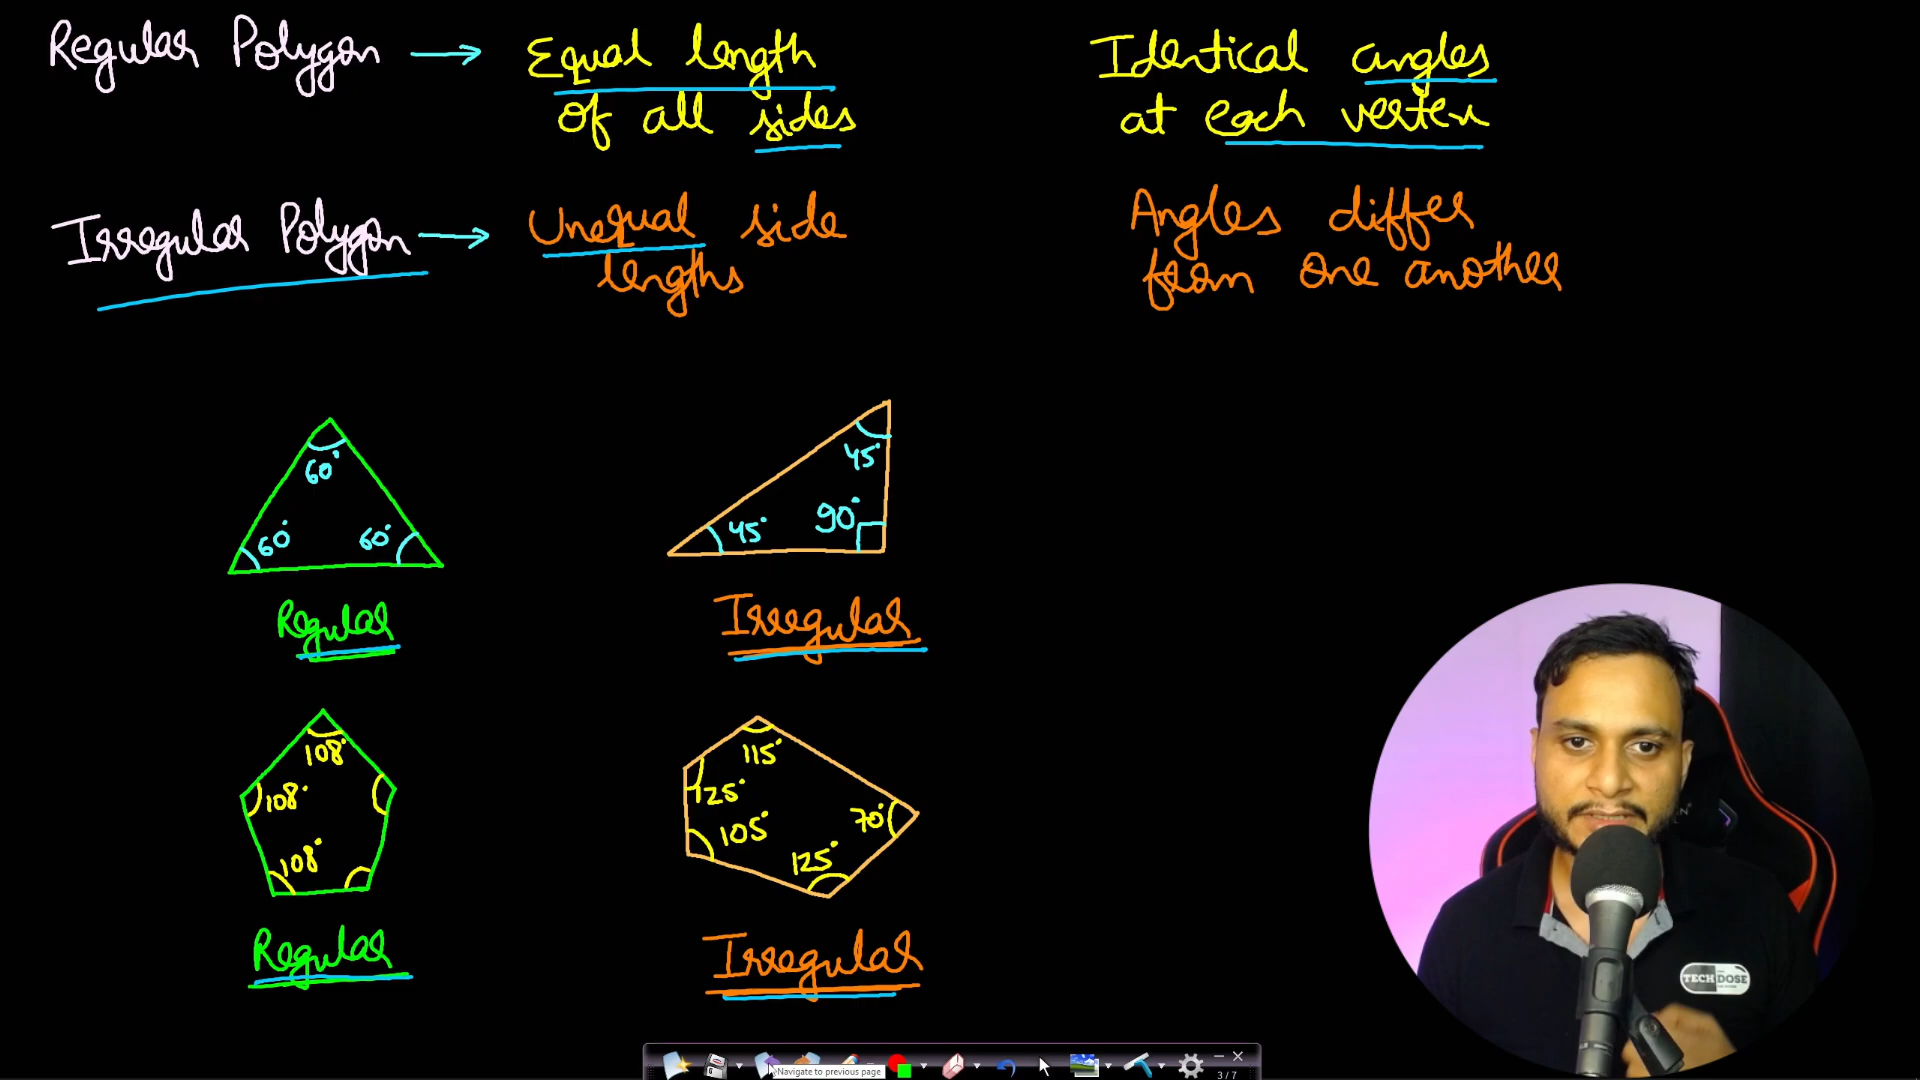 Regular Polygon → Equal length of all sides
Identical angles at each vertex
Irregular Polygon → Unequal side lengths
Angles differ from one another
60°
60°
60°
Regular
45°
45°
90°
Irregular
108°
108°
108°
Regular
115°
125°
105°
70°
125°
Irregular
TECH DOSE
Navigate to previous page
3/7